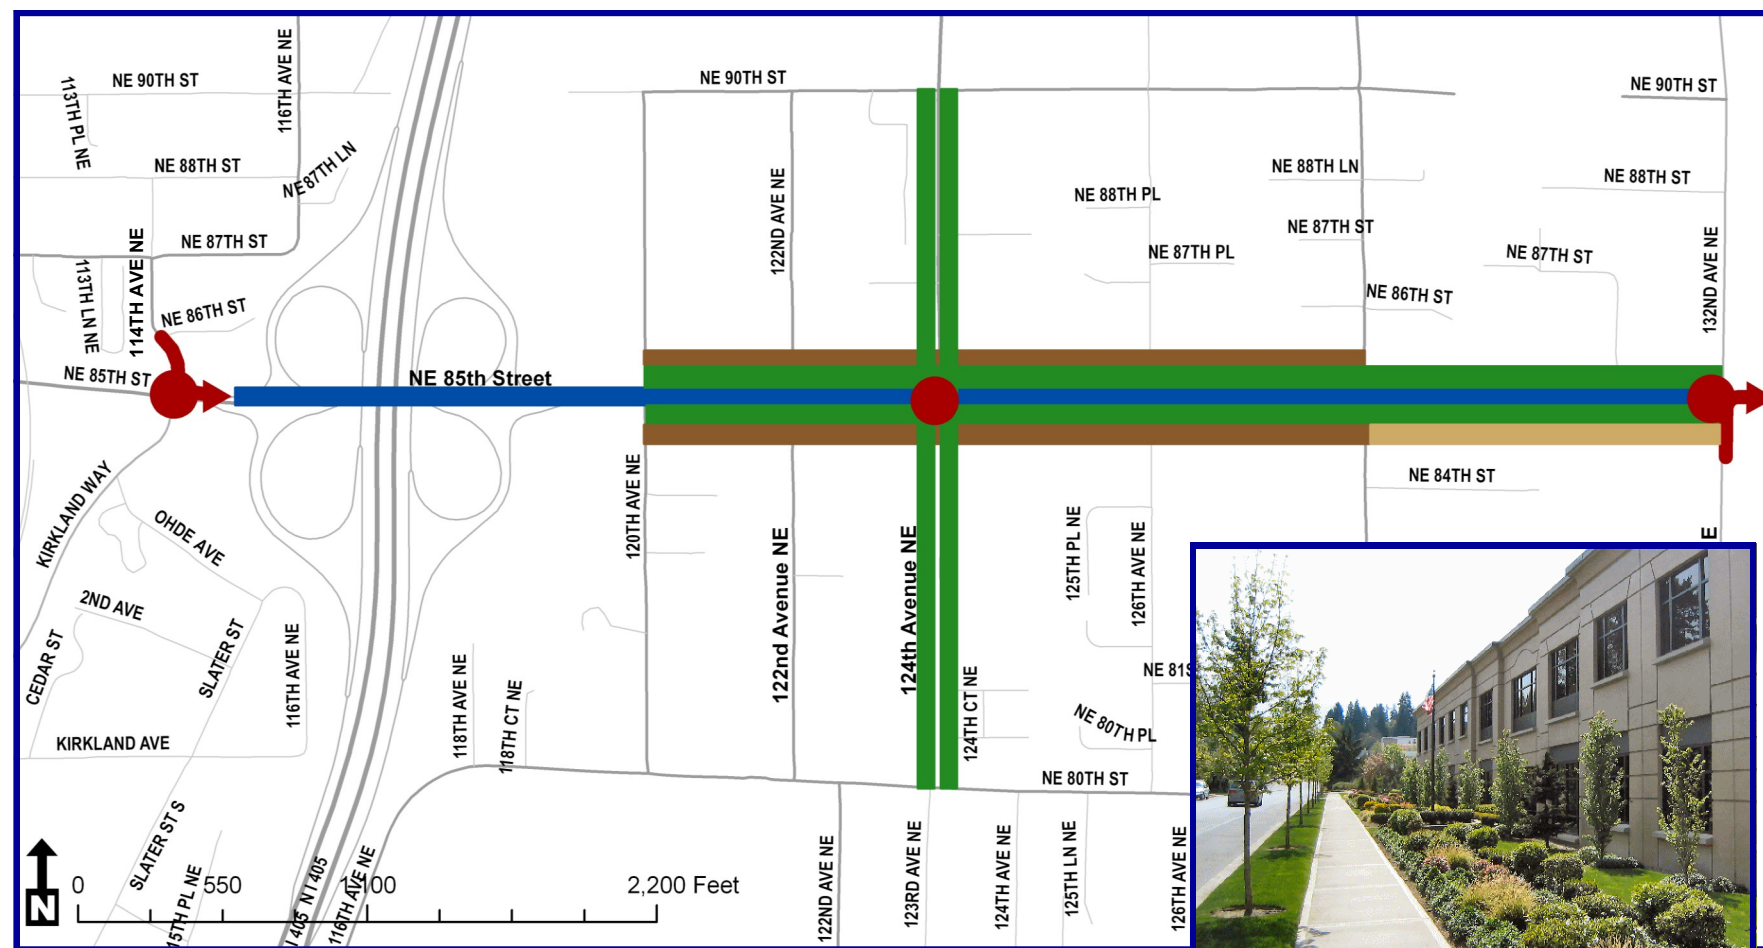 NE 90TH ST
NE 90TH ST
NE 90TH ST
116TH AVE NE
113TH PL NE
NE 88TH ST
NE 87TH LN
NE 87TH ST
114TH AVE NE
113TH LN NE
NE 86TH ST
NE 85TH ST
NE 85th Street
122ND AVE NE
NE 88TH PL
NE 88TH LN
NE 88TH ST
NE 87TH ST
NE 87TH PL
NE 87TH ST
NE 86TH ST
132ND AVE NE
KIRKLAND WAY
OHDE AVE
2ND AVE
CEDAR ST
SLATER ST
116TH AVE NE
KIRKLAND AVE
120TH AVE NE
122nd Avenue NE
124th Avenue NE
NE 84TH ST
125TH PL NE
126TH AVE NE
E
118TH AVE NE
118TH CT NE
124TH CT NE
NE 81S
NE 80TH PL
NE 80TH ST
SLATER ST S
15TH PL NE
I 405 N I 405
116TH AVE NE
122ND AVE NE
123RD AVE NE
124TH AVE NE
125TH LN NE
126TH AVE NE
N
0 550 1,100 2,200 Feet